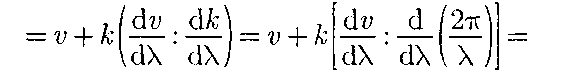 = v + k(dv/dλ : dk/dλ) = v + k[dv/dλ : d/dλ(2π/λ)] =